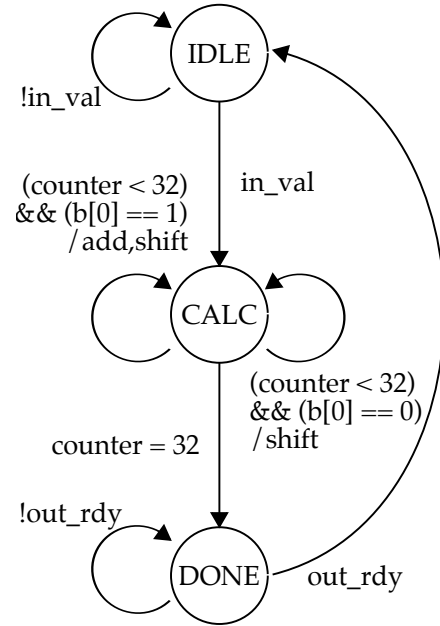 IDLE
!in_val
in_val
(counter < 32)
&& (b[0] == 1)
/add,shift
CALC
(counter < 32)
&& (b[0] == 0)
/shift
counter = 32
!out_rdy
DONE
out_rdy